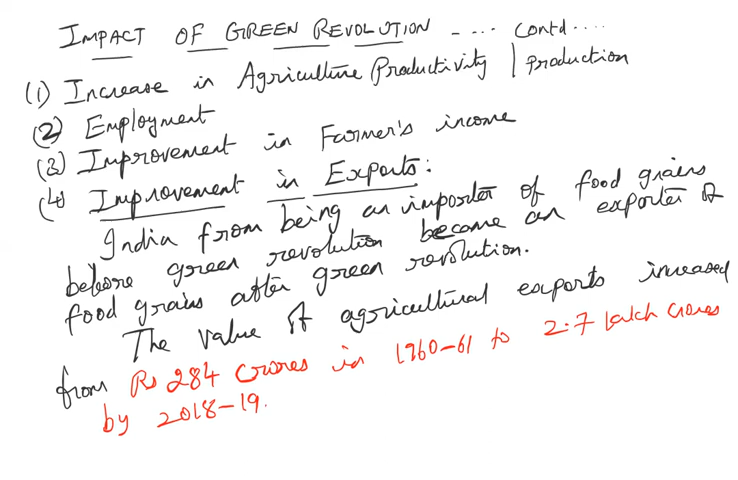 IMPACT OF GREEN REVOLUTION - ... Contd ....
(1) Increase in Agriculture Productivity | production
(2) Employment
(3) Improvement in Farmer's income
(4) Improvement in Exports:
India from being an importer of food grains
before green revolution become an exporter of
food grains after green revolution.
The value of agricultural exports increased
from Rs 284 crores in 1960-61 to 2.7 lakh crores
by 2018-19.